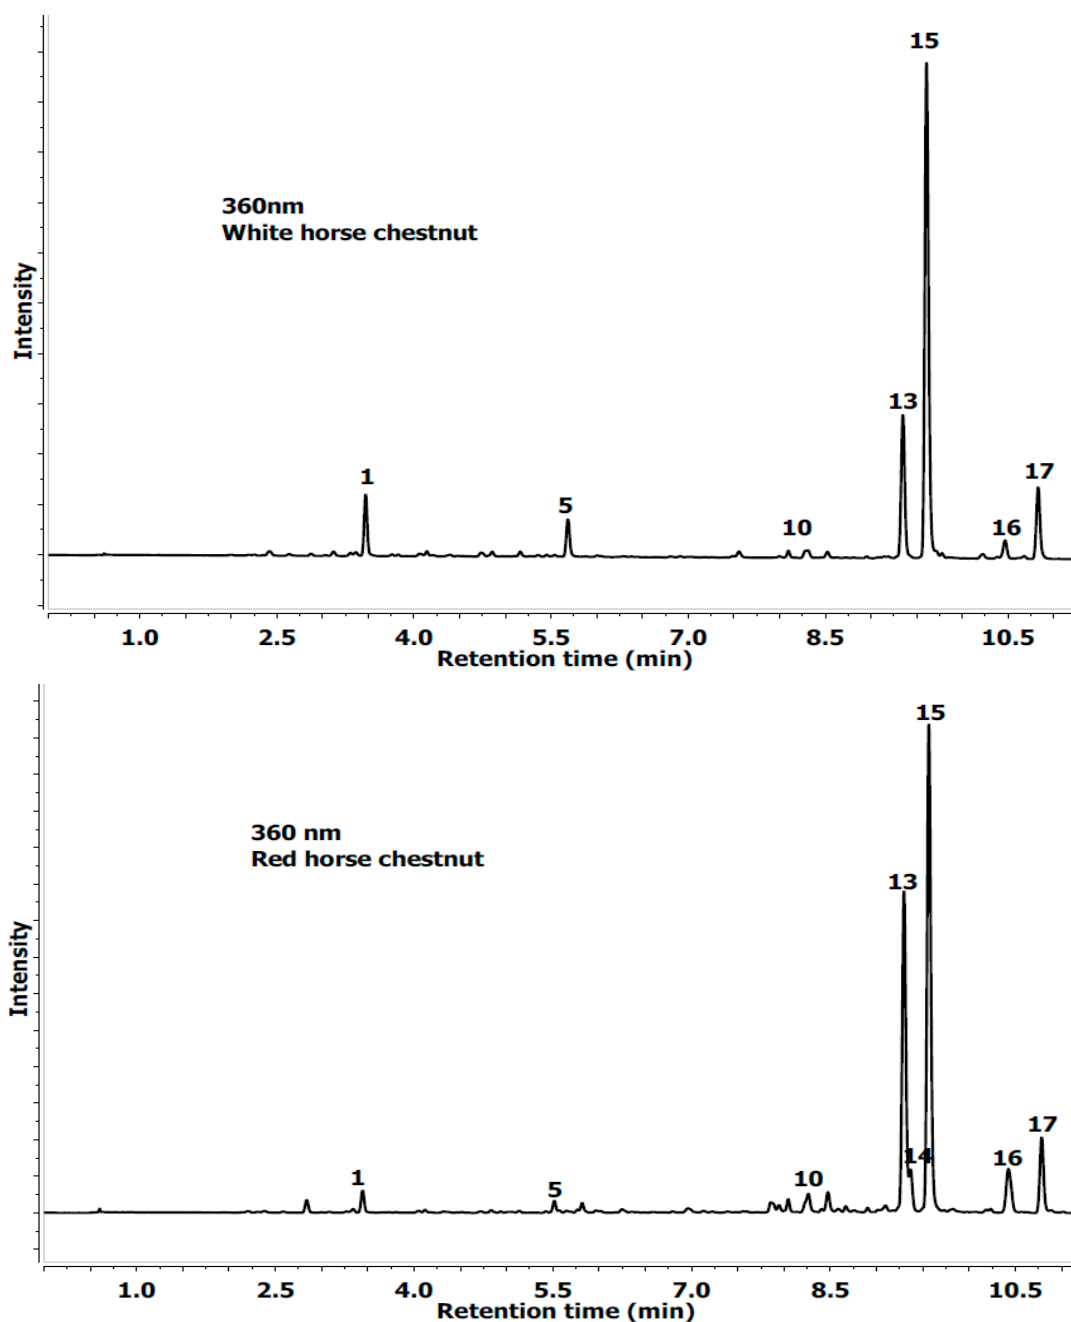 15
360nm
White horse chestnut
Intensity
13
1
5
10
16
17
1.0 2.5 4.0 5.5 7.0 8.5 10.5
Retention time (min)
15
360 nm
Red horse chestnut
Intensity
13
14
1
5
10
16
17
1.0 2.5 4.0 5.5 7.0 8.5 10.5
Retention time (min)